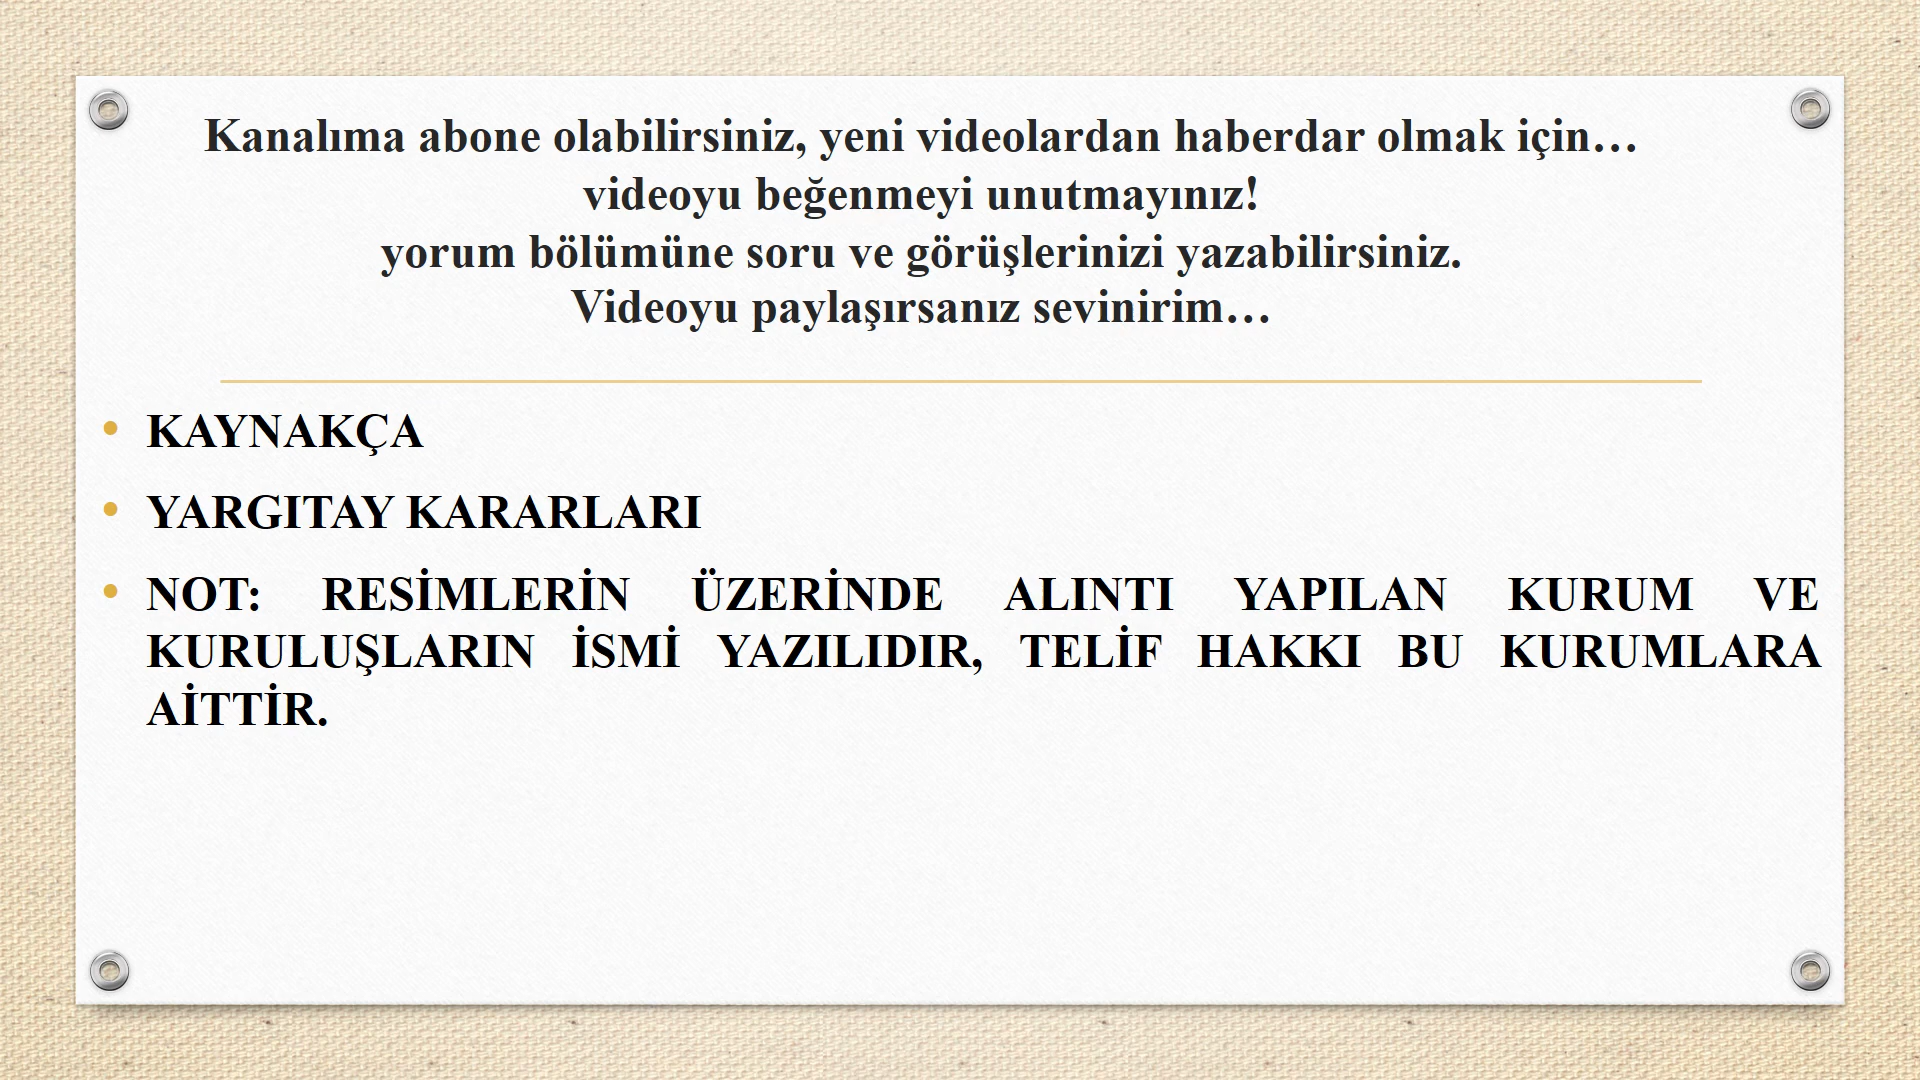 Kanalıma abone olabilirsiniz, yeni videolardan haberdar olmak için…
videoyu beğenmeyi unutmayınız!
yorum bölümüne soru ve görüşlerinizi yazabilirsiniz.
Videoyu paylaşırsanız sevinirim…
• KAYNAKÇA
• YARGITAY KARARLARI
• NOT: RESİMLERİN ÜZERİNDE ALINTI YAPILAN KURUM VE
KURULUŞLARIN İSMİ YAZILIDIR, TELİF HAKKI BU KURUMLARA
AİTTİR.